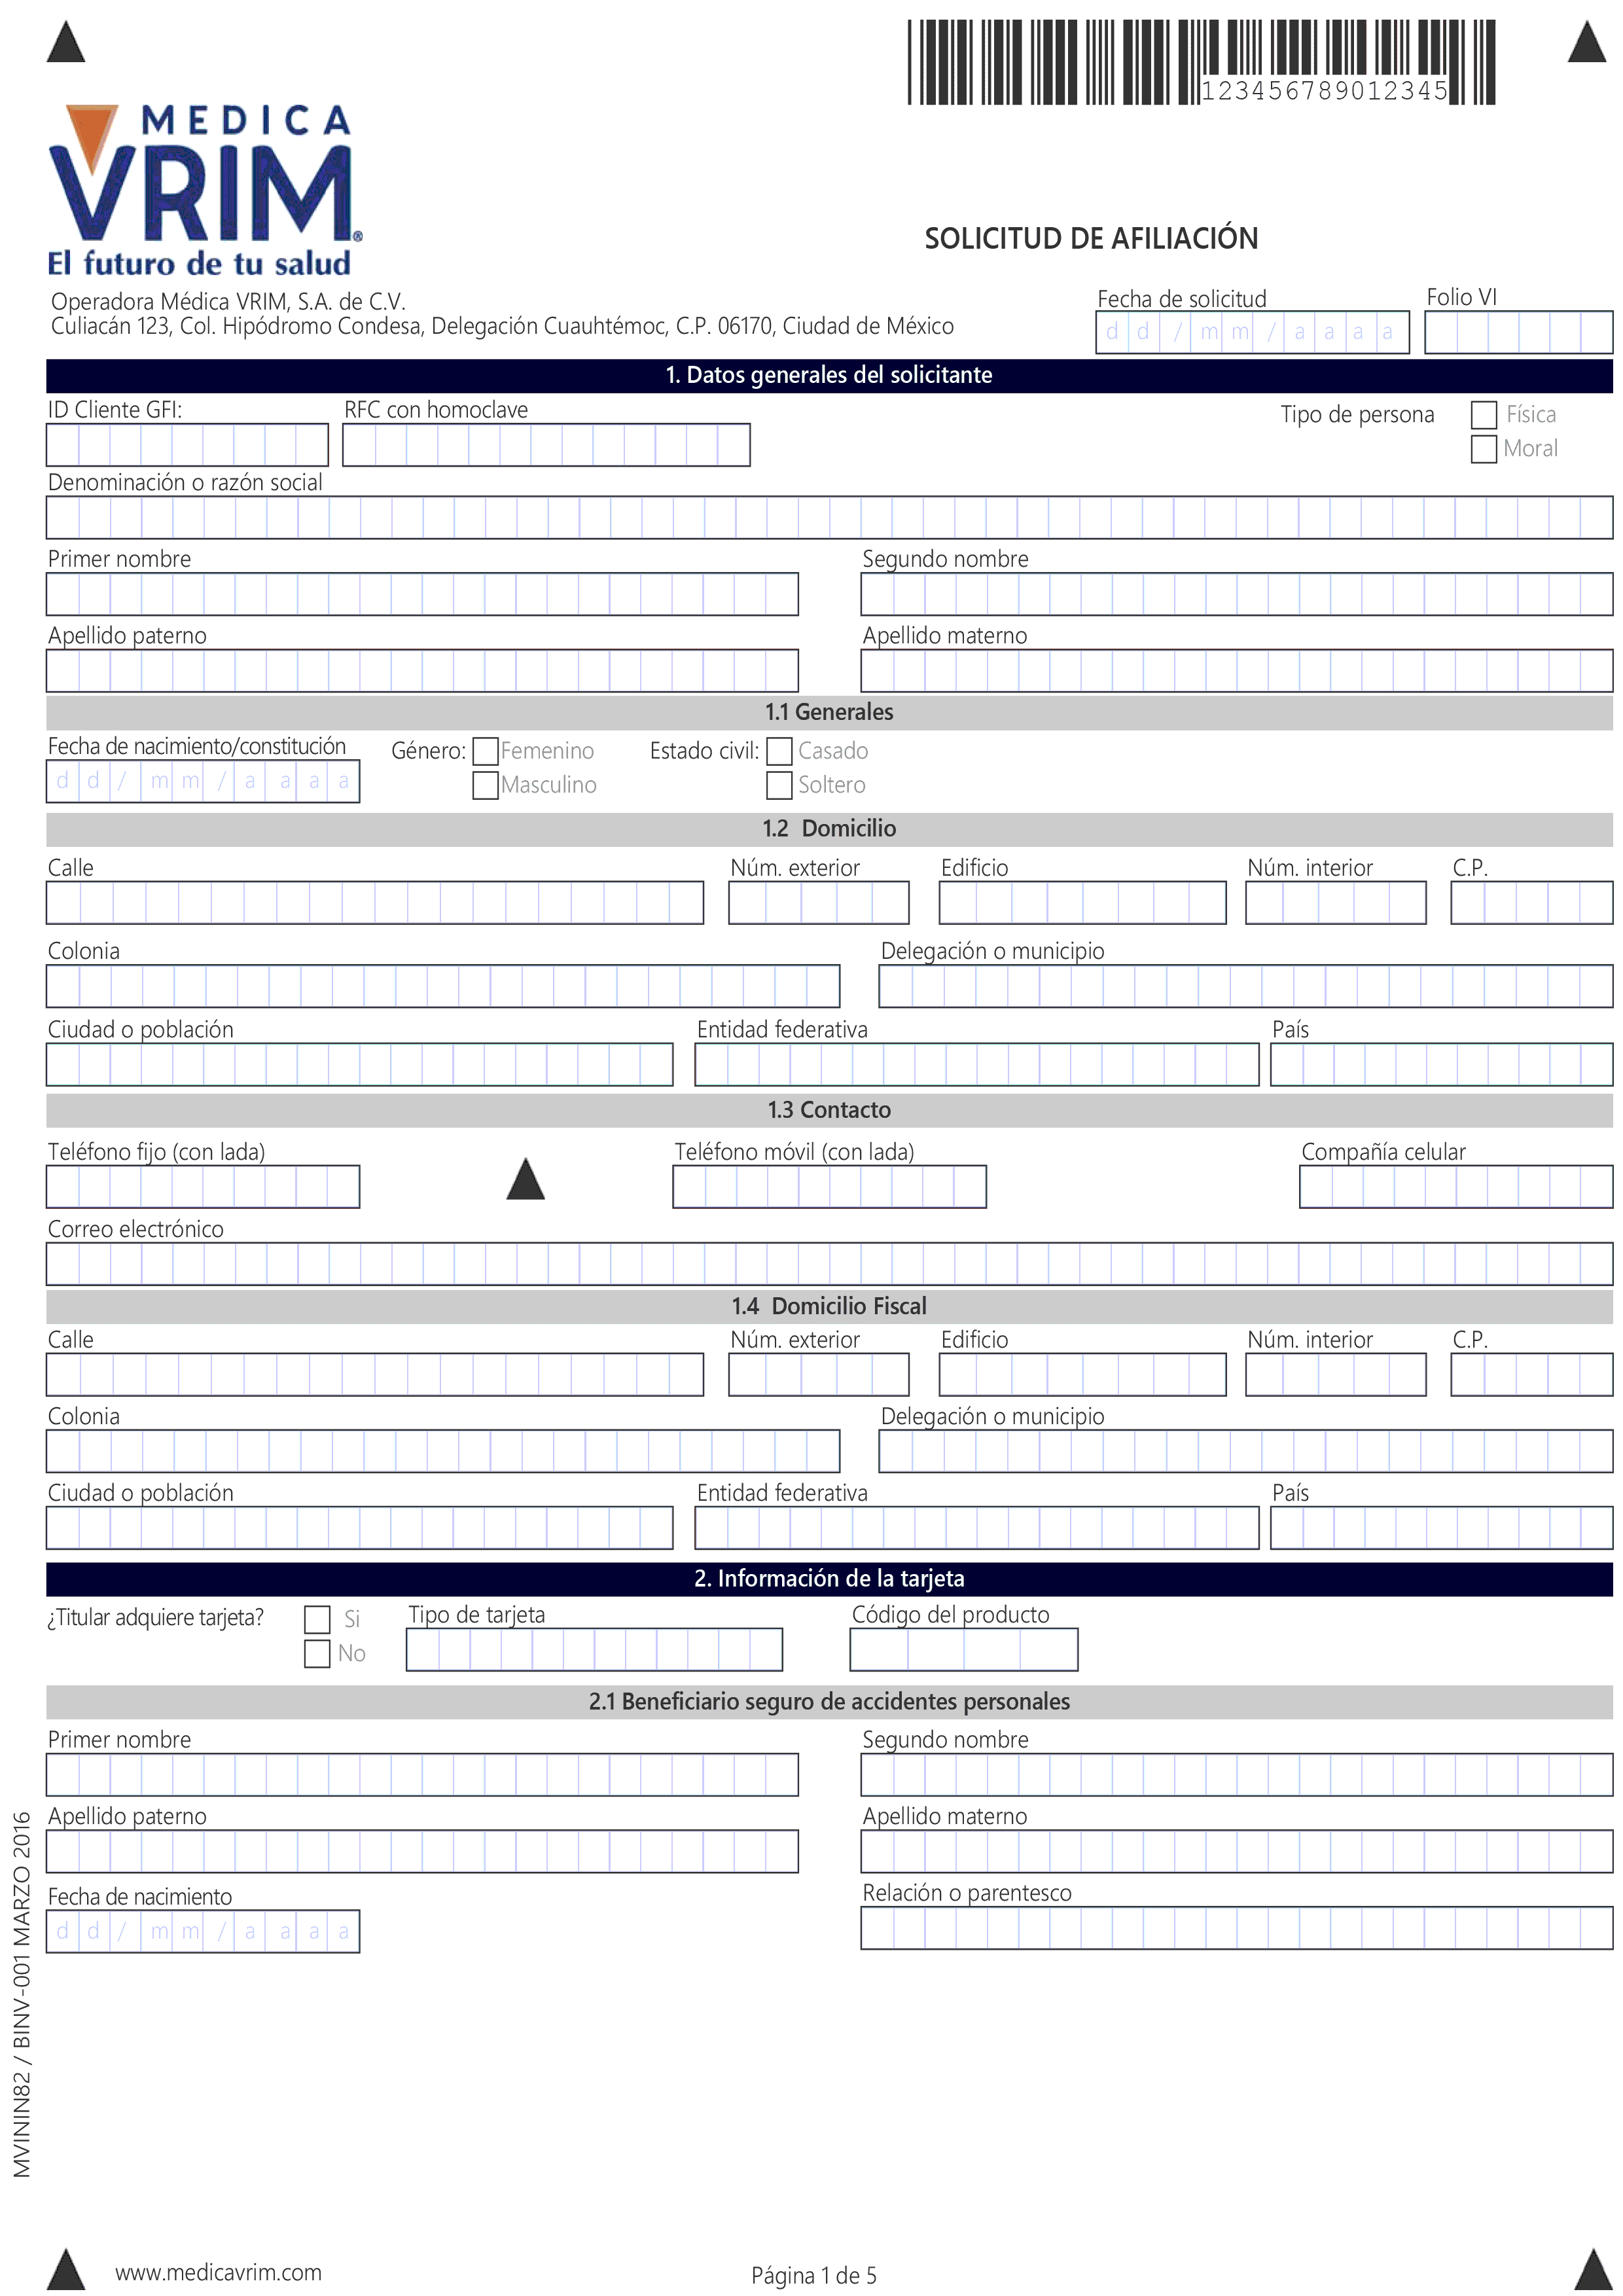 123456789012345
MEDICA
VRIM®
El futuro de tu salud
SOLICITUD DE AFILIACIÓN
Operadora Médica VRIM, S.A. de C.V.
Culiacán 123, Col. Hipódromo Condesa, Delegación Cuauhtémoc, C.P. 06170, Ciudad de México
Fecha de solicitud Folio VI
d d / m m / a a a a
1. Datos generales del solicitante
ID Cliente GFI: RFC con homoclave Tipo de persona Física
Moral
Denominación o razón social
Primer nombre Segundo nombre
Apellido paterno Apellido materno
1.1 Generales
Fecha de nacimiento/constitución Género: Femenino Estado civil: Casado
d d / m m / a a a a Masculino Soltero
1.2 Domicilio
Calle Núm. exterior Edificio Núm. interior C.P.
Colonia Delegación o municipio
Ciudad o población Entidad federativa País
1.3 Contacto
Teléfono fijo (con lada) Teléfono móvil (con lada) Compañía celular
Correo electrónico
1.4 Domicilio Fiscal
Calle Núm. exterior Edificio Núm. interior C.P.
Colonia Delegación o municipio
Ciudad o población Entidad federativa País
2. Información de la tarjeta
¿Titular adquiere tarjeta? Si Tipo de tarjeta Código del producto
No
2.1 Beneficiario seguro de accidentes personales
Primer nombre Segundo nombre
Apellido paterno Apellido materno
Fecha de nacimiento Relación o parentesco
d d / m m / a a a a
MVININ82 / BINV-001 MARZO 2016
www.medicavrim.com Página 1 de 5